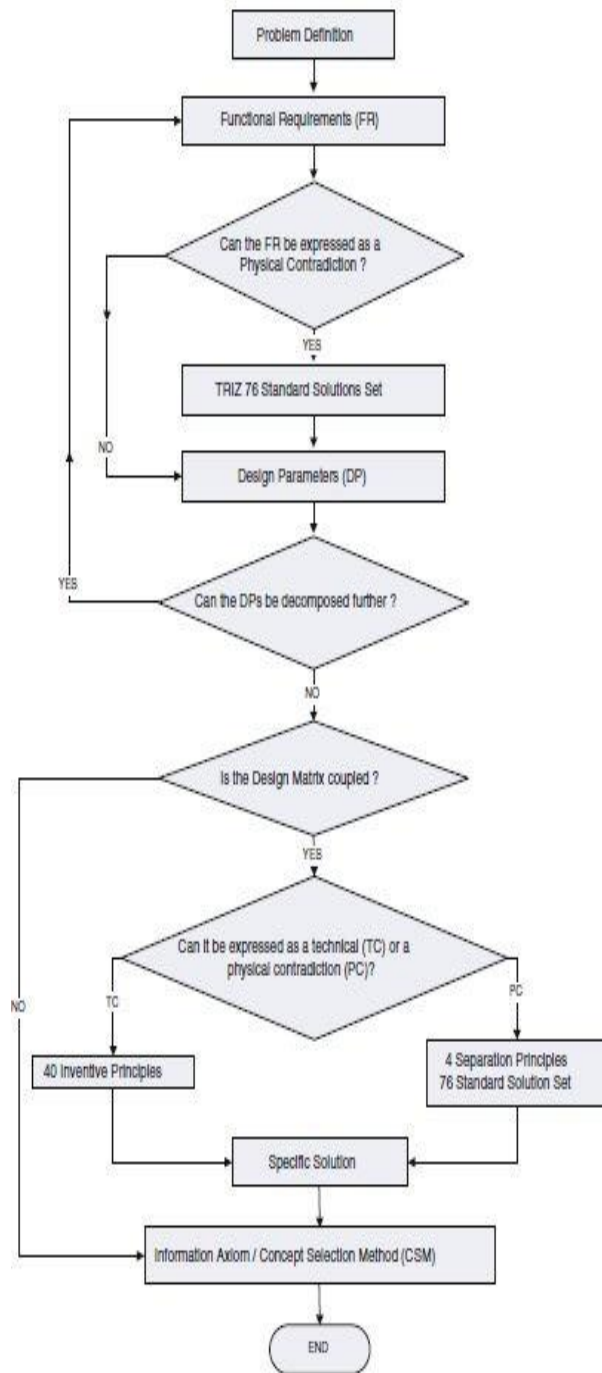 Problem Definition
Functional Requirements (FR)
Can the FR be expressed as a
Physical Contradiction ?
YES
TRIZ 76 Standard Solutions Set
NO
Design Parameters (DP)
YES
Can the DPs be decomposed further ?
NO
Is the Design Matrix coupled ?
YES
Can it be expressed as a technical (TC) or a
physical contradiction (PC)?
TC
PC
NO
40 Inventive Principles
4 Separation Principles
76 Standard Solution Set
Specific Solution
Information Axiom / Concept Selection Method (CSM)
END